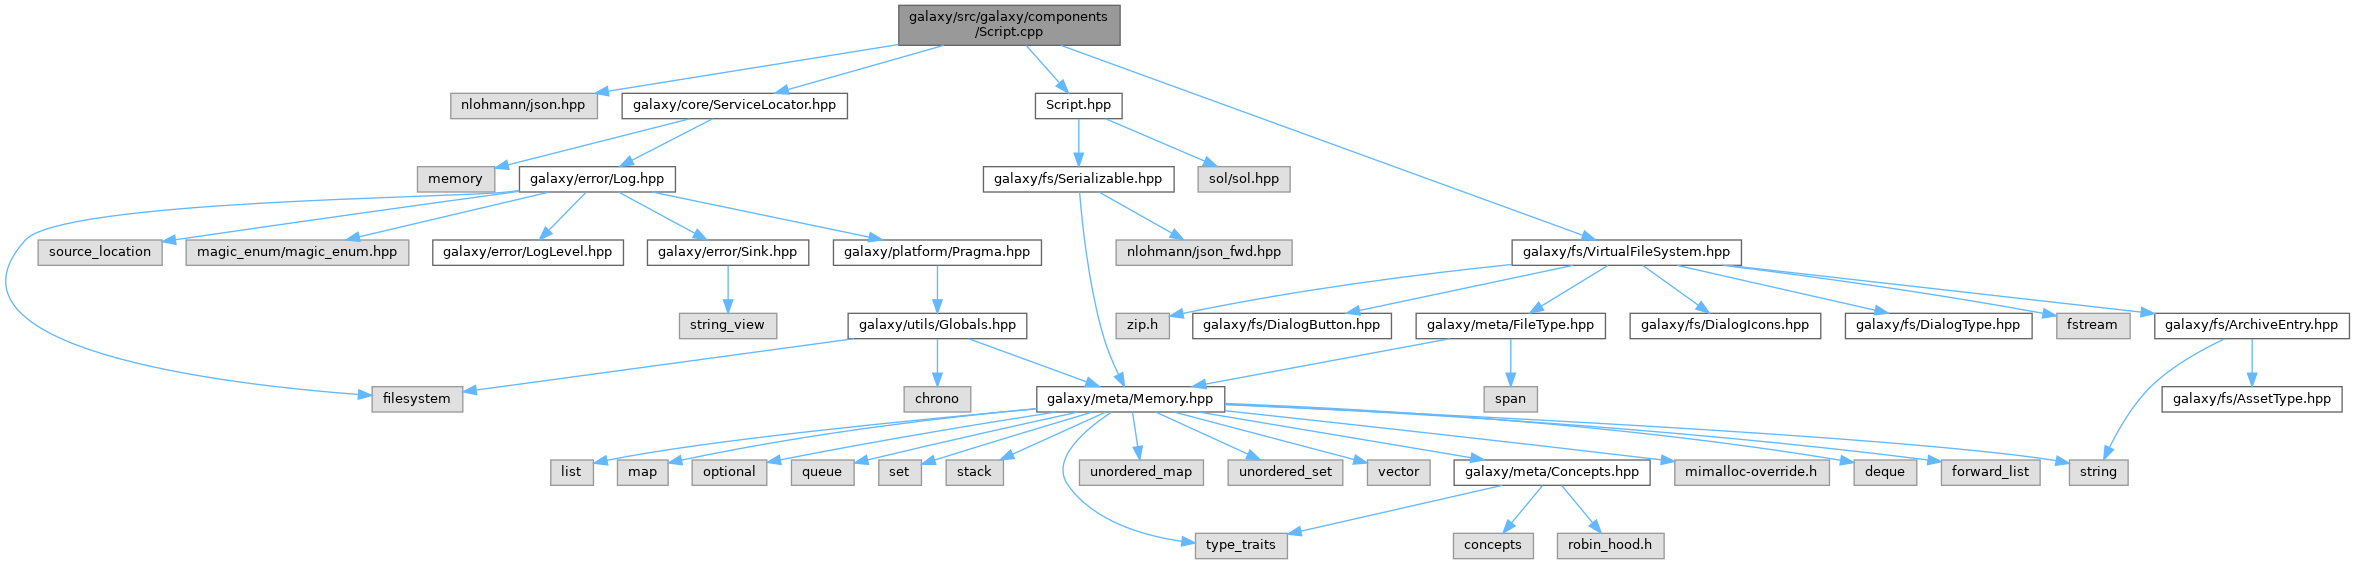 galaxy/src/galaxy/components
/Script.cpp
nlohmann/json.hpp
galaxy/core/ServiceLocator.hpp
Script.hpp
memory
galaxy/error/Log.hpp
galaxy/fs/Serializable.hpp
sol/sol.hpp
source_location
magic_enum/magic_enum.hpp
galaxy/error/LogLevel.hpp
galaxy/error/Sink.hpp
galaxy/platform/Pragma.hpp
nlohmann/json_fwd.hpp
galaxy/fs/VirtualFileSystem.hpp
string_view
galaxy/utils/Globals.hpp
zip.h
galaxy/fs/DialogButton.hpp
galaxy/meta/FileType.hpp
galaxy/fs/DialogIcons.hpp
galaxy/fs/DialogType.hpp
fstream
galaxy/fs/ArchiveEntry.hpp
filesystem
chrono
galaxy/meta/Memory.hpp
span
galaxy/fs/AssetType.hpp
list
map
optional
queue
set
stack
unordered_map
unordered_set
vector
galaxy/meta/Concepts.hpp
mimalloc-override.h
deque
forward_list
string
type_traits
concepts
robin_hood.h